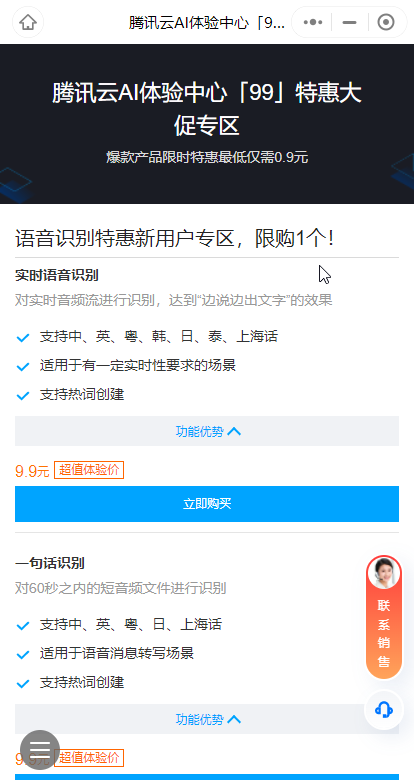 腾讯云AI体验中心「9...
腾讯云AI体验中心「99」特惠大
促专区
爆款产品限时特惠最低仅需0.9元
语音识别特惠新用户专区，限购1个！
实时语音识别
对实时音频流进行识别，达到“边说边出文字”的效果
支持中、英、粤、韩、日、泰、上海话
适用于有一定实时性要求的场景
支持热词创建
功能优势
9.9元 超值体验价
立即购买
一句话识别
对60秒之内的短音频文件进行识别
支持中、英、粤、日、上海话
适用于语音消息转写场景
支持热词创建
功能优势
联
系
销
售
9.9元 超值体验价